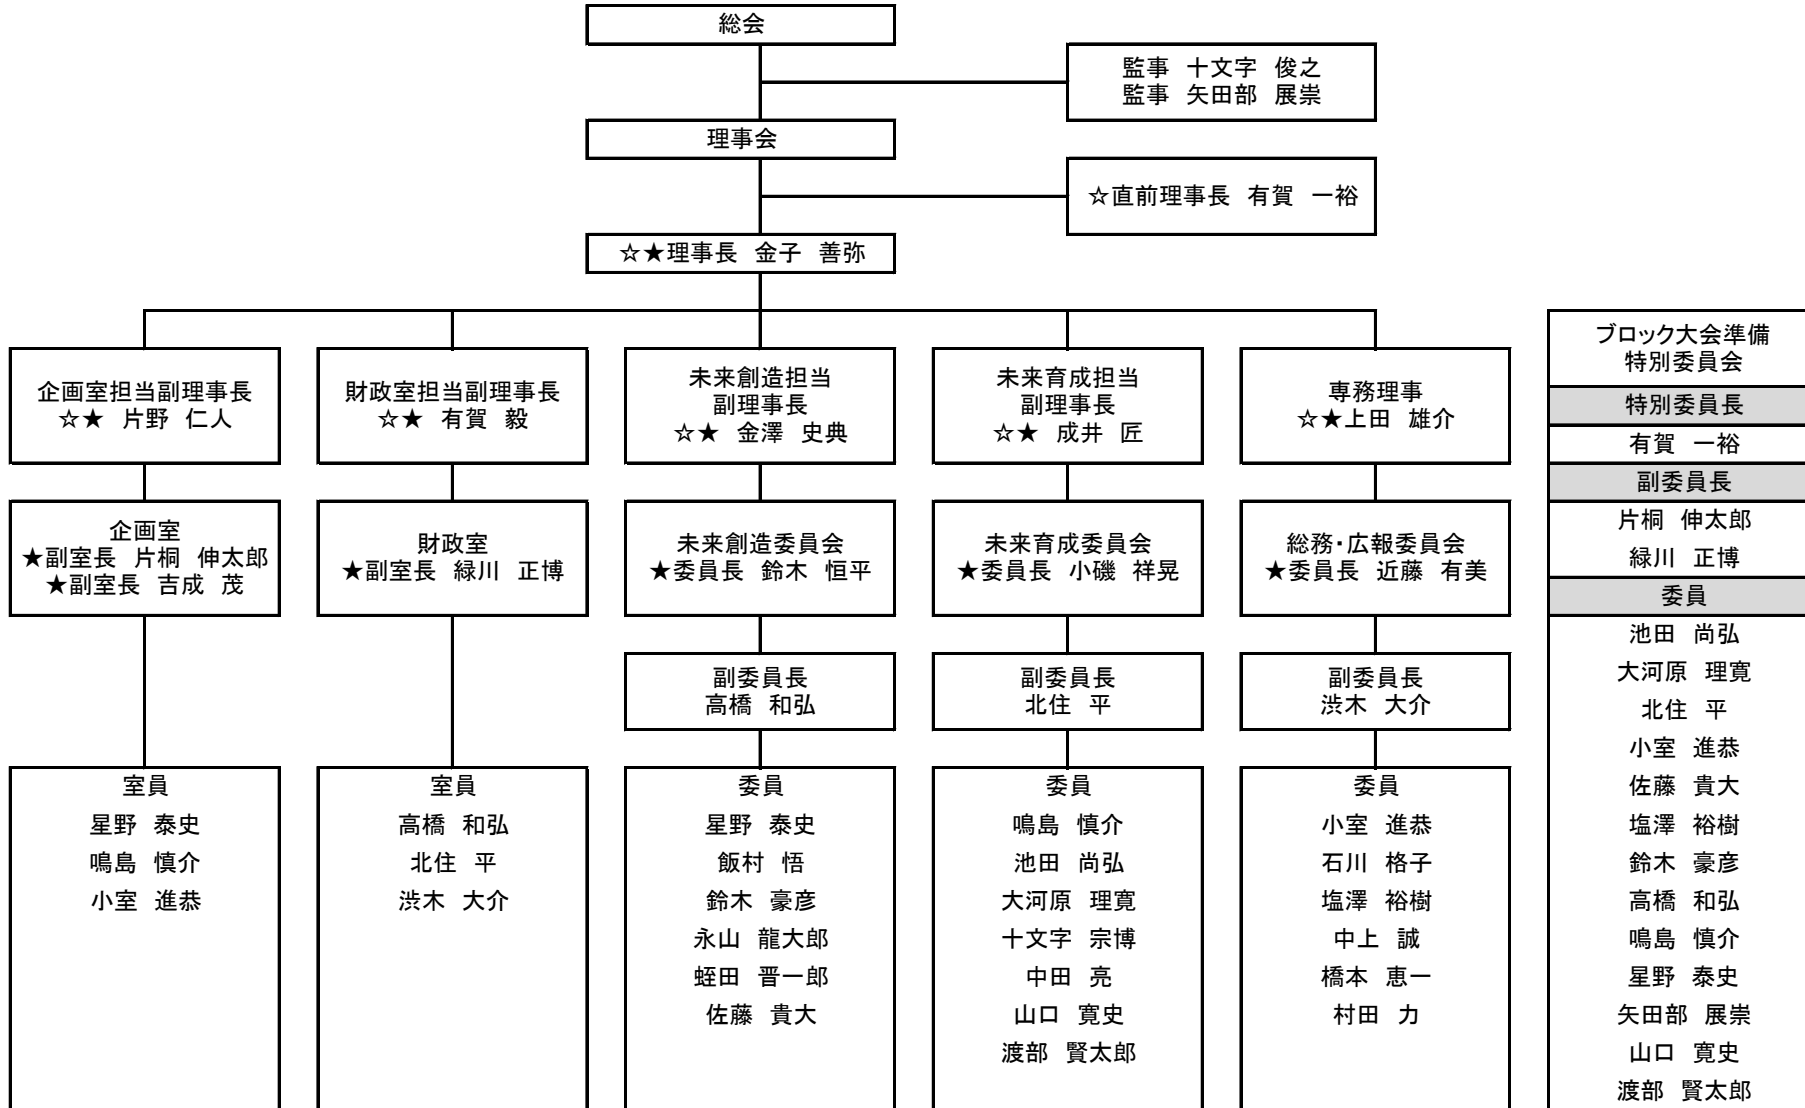 総会
監事 十文字 俊之
監事 矢田部 展崇
理事会
☆直前理事長 有賀 一裕
☆★理事長 金子 善弥
企画室担当副理事長
☆★ 片野 仁人
財政室担当副理事長
☆★ 有賀 毅
未来創造担当
副理事長
☆★ 金澤 史典
未来育成担当
副理事長
☆★ 成井 匠
専務理事
☆★上田 雄介
企画室
★副室長 片桐 伸太郎
★副室長 吉成 茂
財政室
★副室長 緑川 正博
未来創造委員会
★委員長 鈴木 恒平
未来育成委員会
★委員長 小磯 祥晃
総務・広報委員会
★委員長 近藤 有美
副委員長
高橋 和弘
副委員長
北住 平
副委員長
渋木 大介
室員
星野 泰史
鳴島 慎介
小室 進恭
室員
高橋 和弘
北住 平
渋木 大介
委員
星野 泰史
飯村 悟
鈴木 豪彦
永山 龍大郎
蛭田 晋一郎
佐藤 貴大
委員
鳴島 慎介
池田 尚弘
大河原 理寛
十文字 宗博
中田 亮
山口 寛史
渡部 賢太郎
委員
小室 進恭
石川 格子
塩澤 裕樹
中上 誠
橋本 恵一
村田 力
ブロック大会準備
特別委員会
特別委員長
有賀 一裕
副委員長
片桐 伸太郎
緑川 正博
委員
池田 尚弘
大河原 理寛
北住 平
小室 進恭
佐藤 貴大
塩澤 裕樹
鈴木 豪彦
高橋 和弘
鳴島 慎介
星野 泰史
矢田部 展崇
山口 寛史
渡部 賢太郎